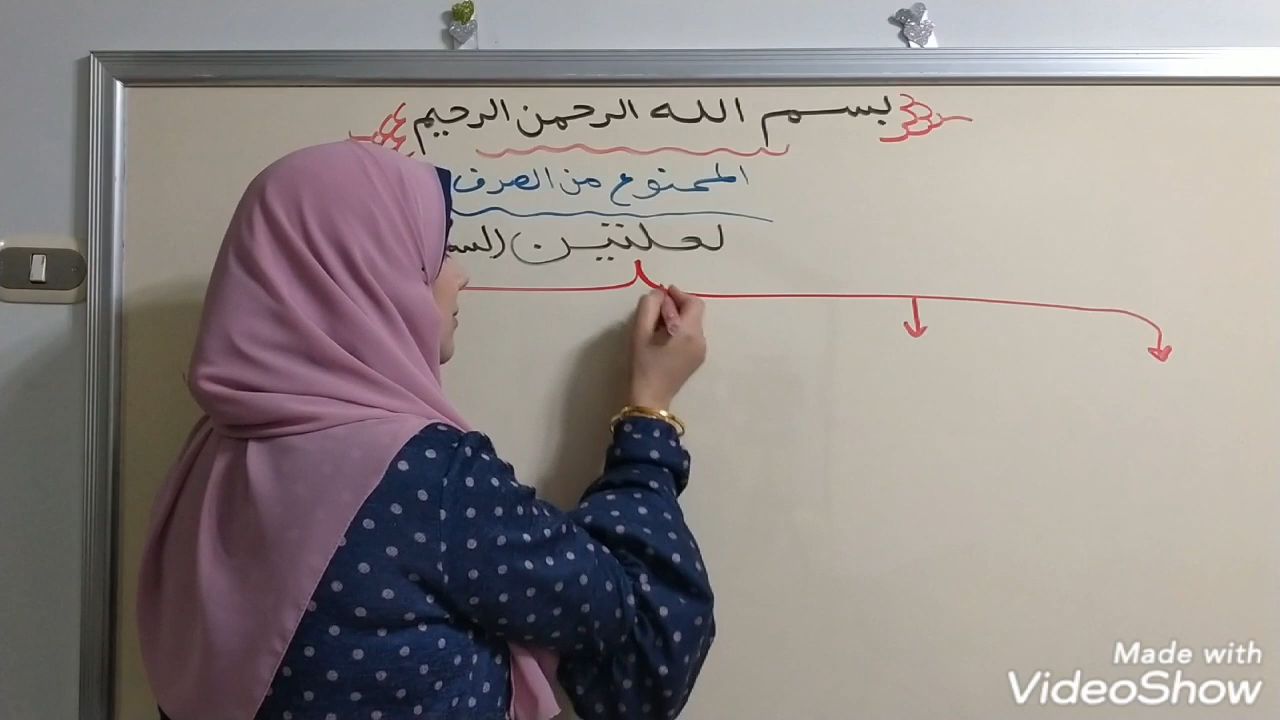 بسم الله الرحمن الرحيم
الممنوع من الصرف
لعلتين
Made with
VideoShow